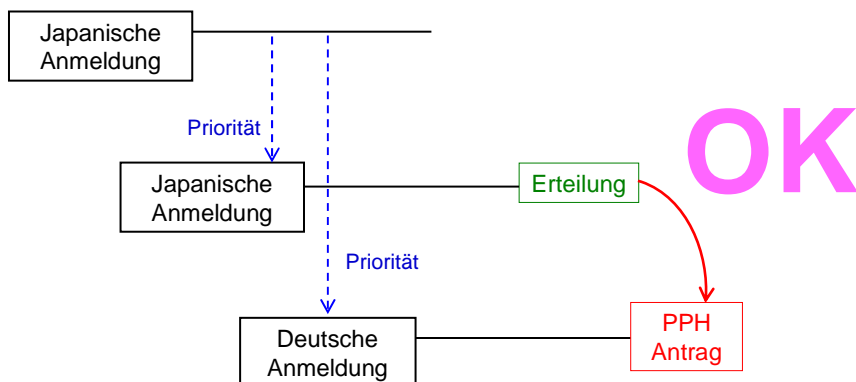 Japanische
Anmeldung
OK
Priorität
Japanische
Anmeldung
Erteilung
Priorität
Deutsche
Anmeldung
PPH
Antrag